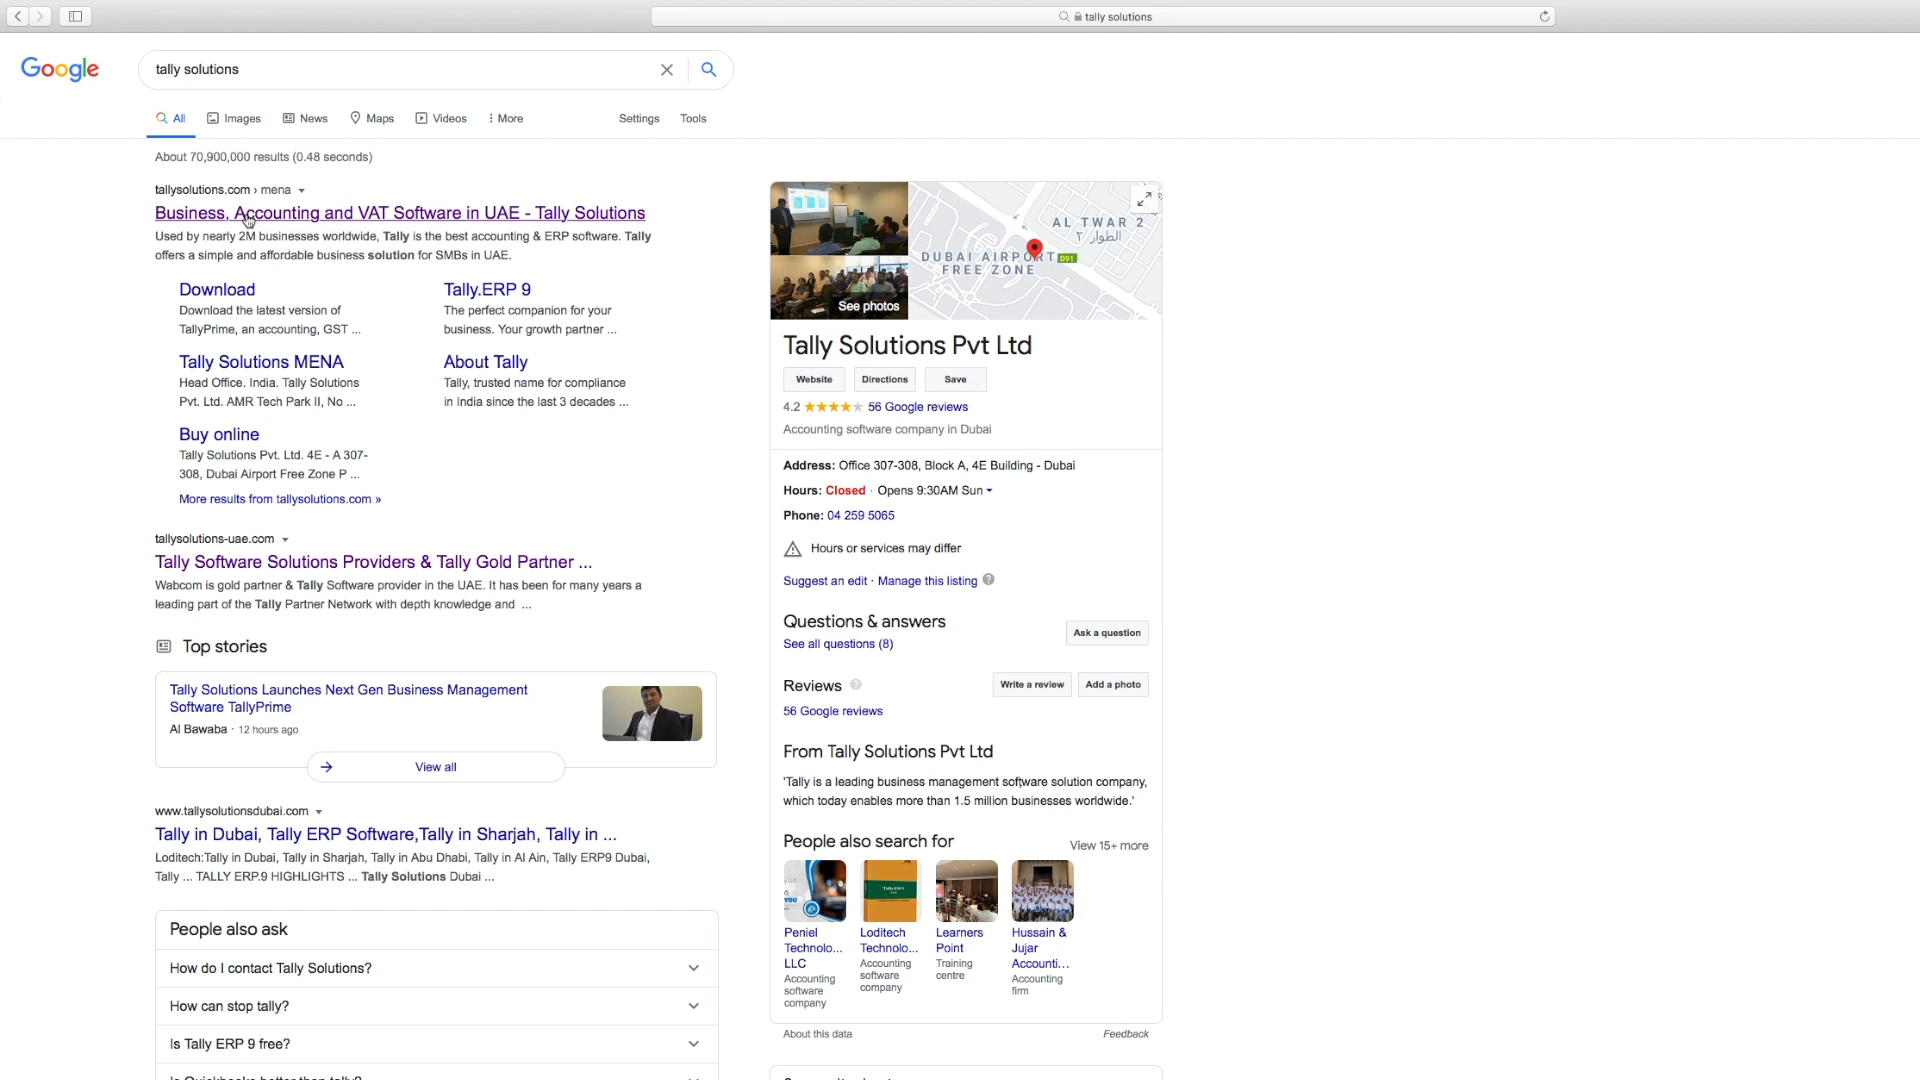 tally solutions
Google
tally solutions
All
Images
News
Maps
Videos
More
Settings
Tools
About 70,900,000 results (0.48 seconds)
tallysolutions.com › mena
Business, Accounting and VAT Software in UAE - Tally Solutions
Used by nearly 2M businesses worldwide, Tally is the best accounting & ERP software. Tally
offers a simple and affordable business solution for SMBs in UAE.
Download
Download the latest version of
TallyPrime, an accounting, GST ...
Tally.ERP 9
The perfect companion for your
business. Your growth partner ...
Tally Solutions MENA
Head Office. India. Tally Solutions
Pvt. Ltd. AMR Tech Park II, No ...
About Tally
Tally, trusted name for compliance
in India since the last 3 decades ...
Buy online
Tally Solutions Pvt. Ltd. 4E - A 307-
308, Dubai Airport Free Zone P ...
More results from tallysolutions.com »
tallysolutions-uae.com
Tally Software Solutions Providers & Tally Gold Partner ...
Wabcom is gold partner & Tally Software provider in the UAE. It has been for many years a
leading part of the Tally Partner Network with depth knowledge and ...
Top stories
Tally Solutions Launches Next Gen Business Management
Software TallyPrime
Al Bawaba · 12 hours ago
View all
www.tallysolutionsdubai.com
Tally in Dubai, Tally ERP Software,Tally in Sharjah, Tally in ...
Loditech:Tally in Dubai, Tally in Sharjah, Tally in Abu Dhabi, Tally in Al Ain, Tally ERP9 Dubai,
Tally ... TALLY ERP.9 HIGHLIGHTS ... Tally Solutions Dubai ...
People also ask
How do I contact Tally Solutions?
How can stop tally?
Is Tally ERP 9 free?
See photos
AL TWAR 2
الطوار ٢
DUBAI AIRPORT
FREE ZONE
D91
Tally Solutions Pvt Ltd
Website
Directions
Save
4.2 56 Google reviews
Accounting software company in Dubai
Address: Office 307-308, Block A, 4E Building - Dubai
Hours: Closed · Opens 9:30AM Sun
Phone: 04 259 5065
Hours or services may differ
Suggest an edit · Manage this listing
Questions & answers
See all questions (8)
Ask a question
Reviews
Write a review
Add a photo
56 Google reviews
From Tally Solutions Pvt Ltd
'Tally is a leading business management software solution company,
which today enables more than 1.5 million businesses worldwide.'
People also search for
View 15+ more
YOU
Peniel
Technolo...
LLC
Accounting
software
company
Loditech
Technolo...
Accounting
software
company
Learners
Point
Training
centre
Hussain &
Jujar
Accounti...
Accounting
firm
About this data
Feedback